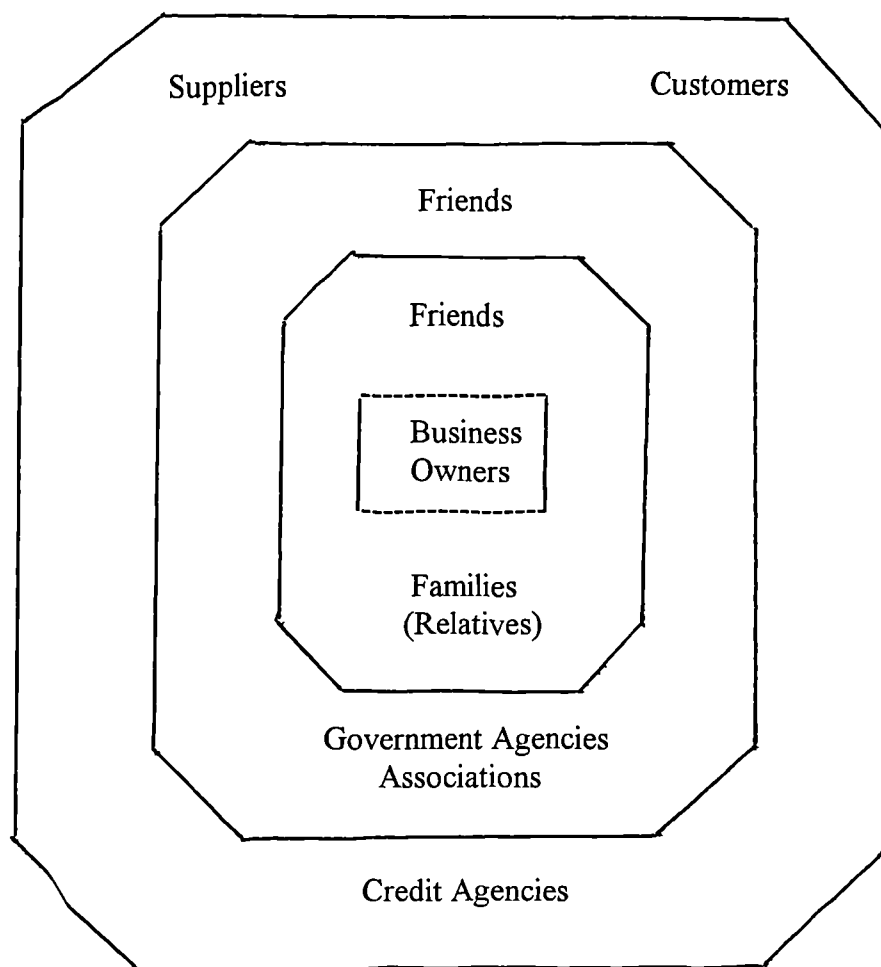 Suppliers
Customers
Friends
Friends
Business
Owners
Families
(Relatives)
Government Agencies
Associations
Credit Agencies